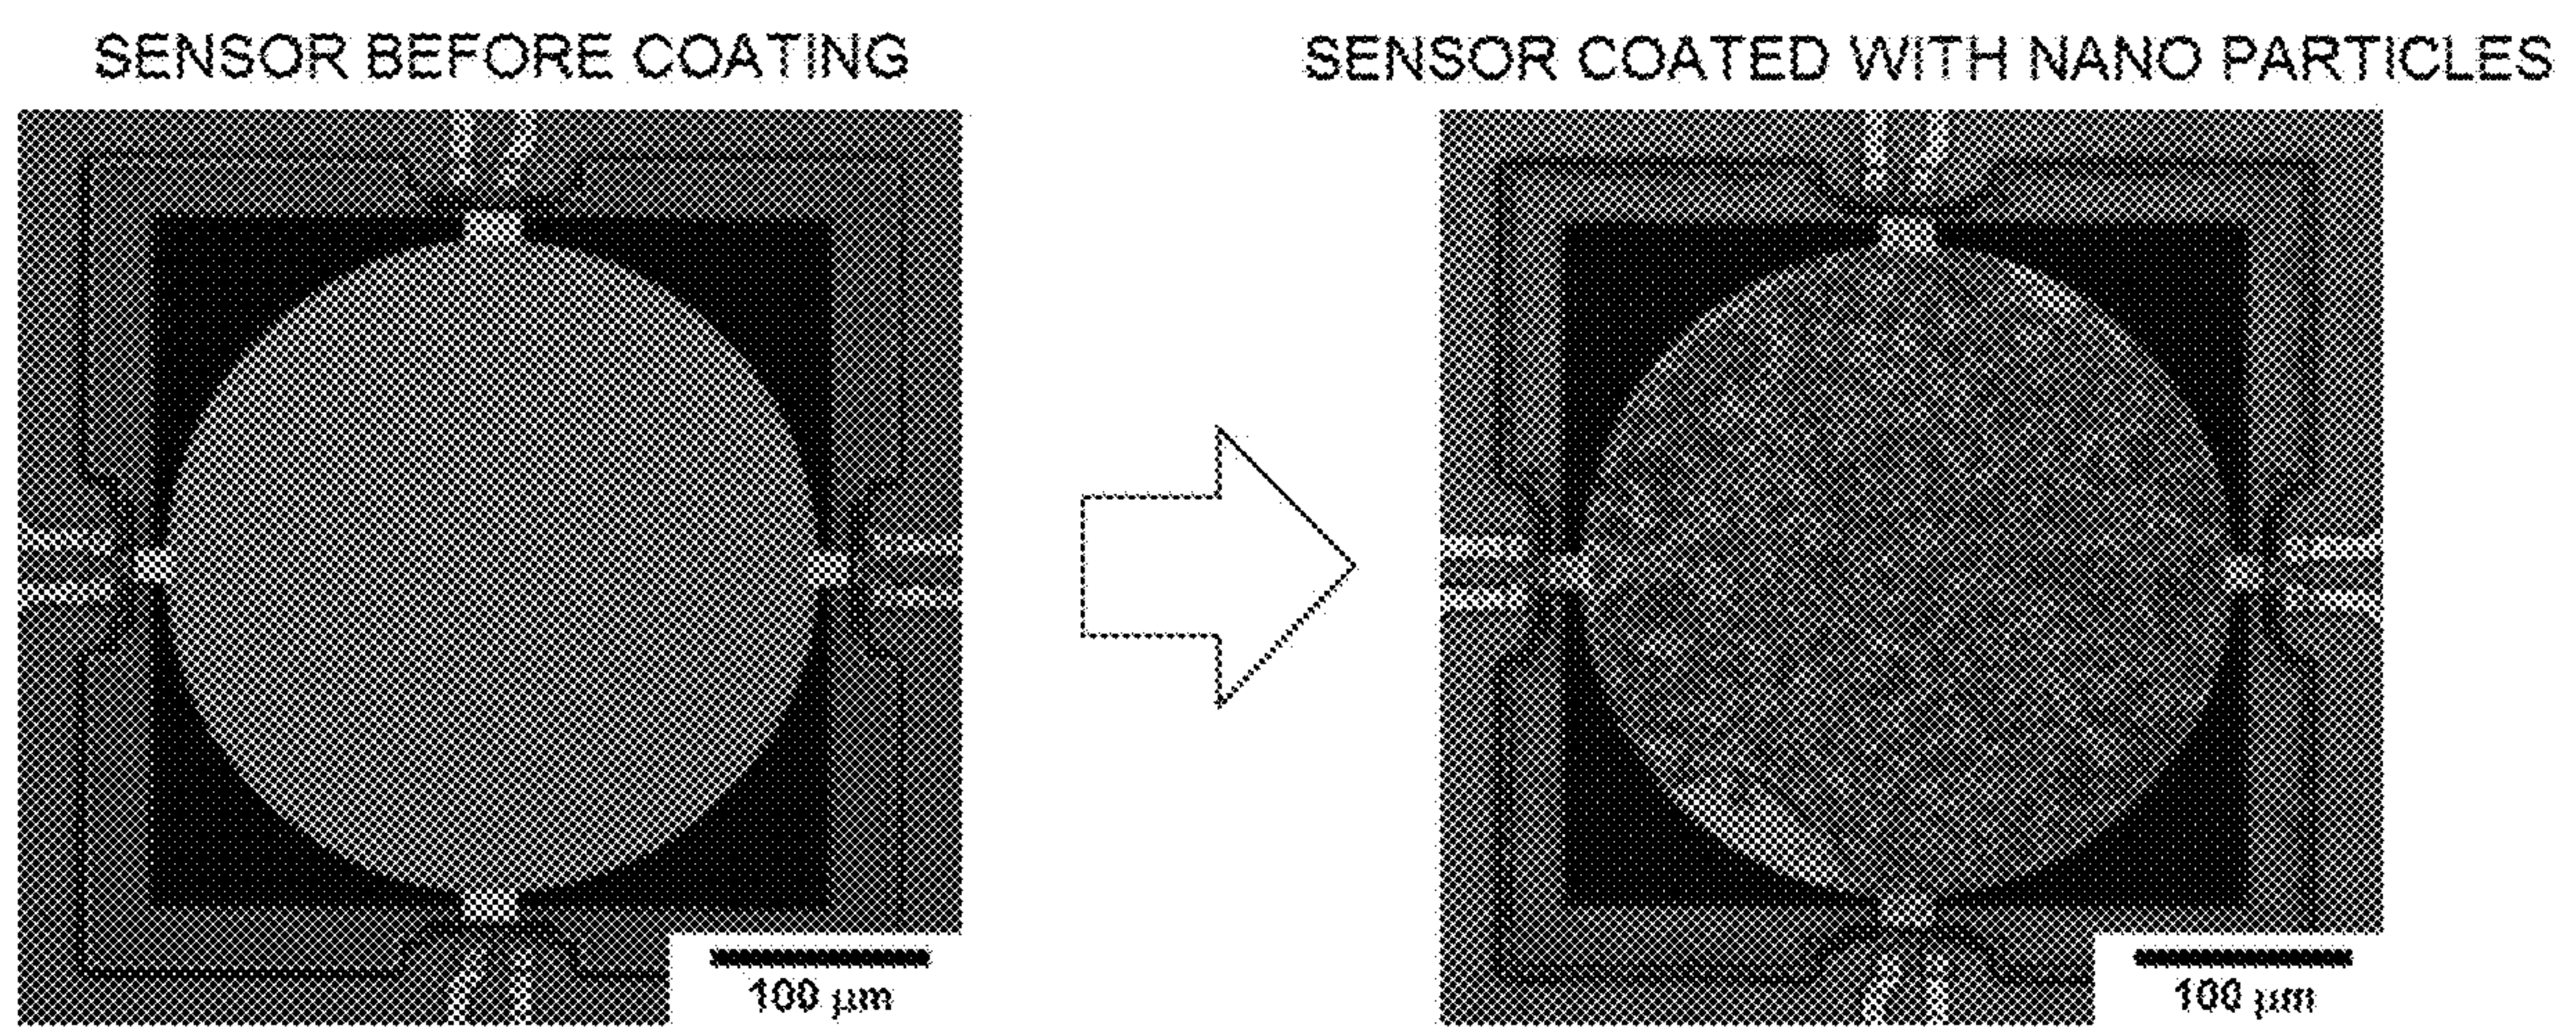 SENSOR BEFORE COATING
SENSOR COATED WITH NANO PARTICLES
100 µm
100 µm